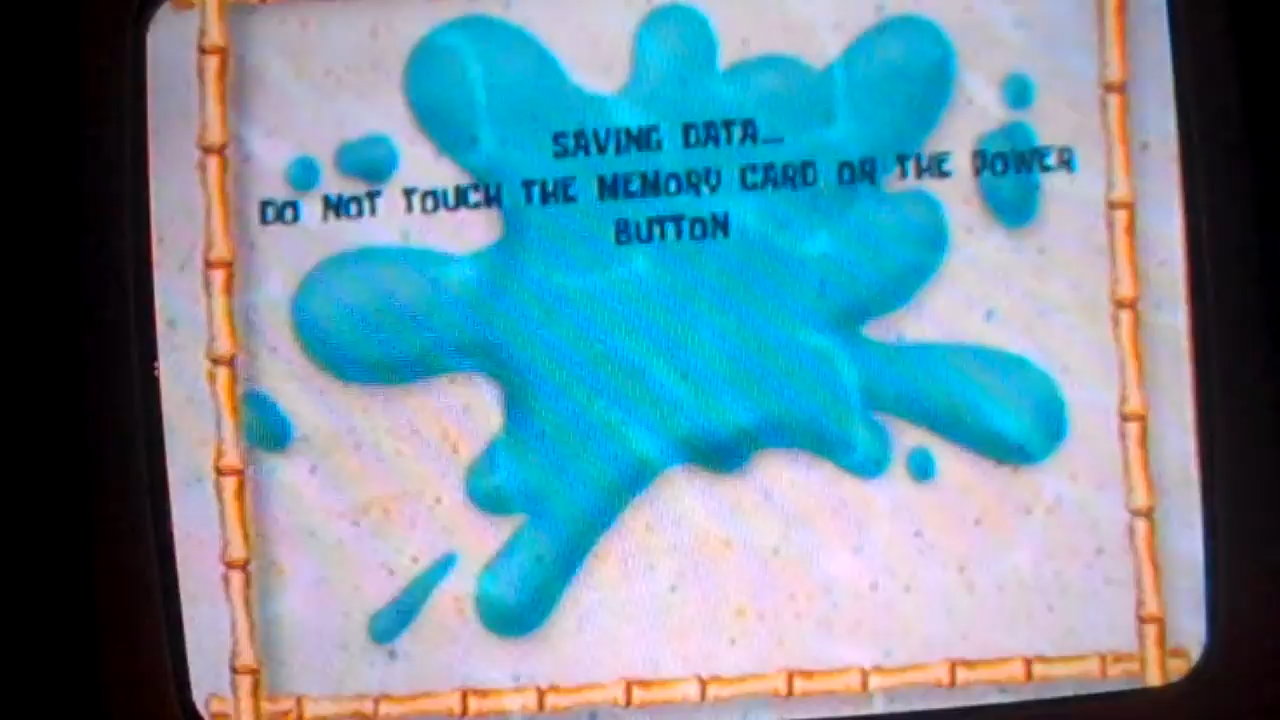 SAVING DATA...
DO NOT TOUCH THE MEMORY CARD OR THE POWER
BUTTON